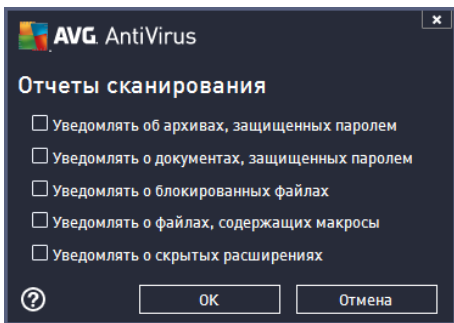 AVG AntiVirus
Отчеты сканирования
Уведомлять об архивах, защищенных паролем
Уведомлять о документах, защищенных паролем
Уведомлять о блокированных файлах
Уведомлять о файлах, содержащих макросы
Уведомлять о скрытых расширениях
? OK Отмена